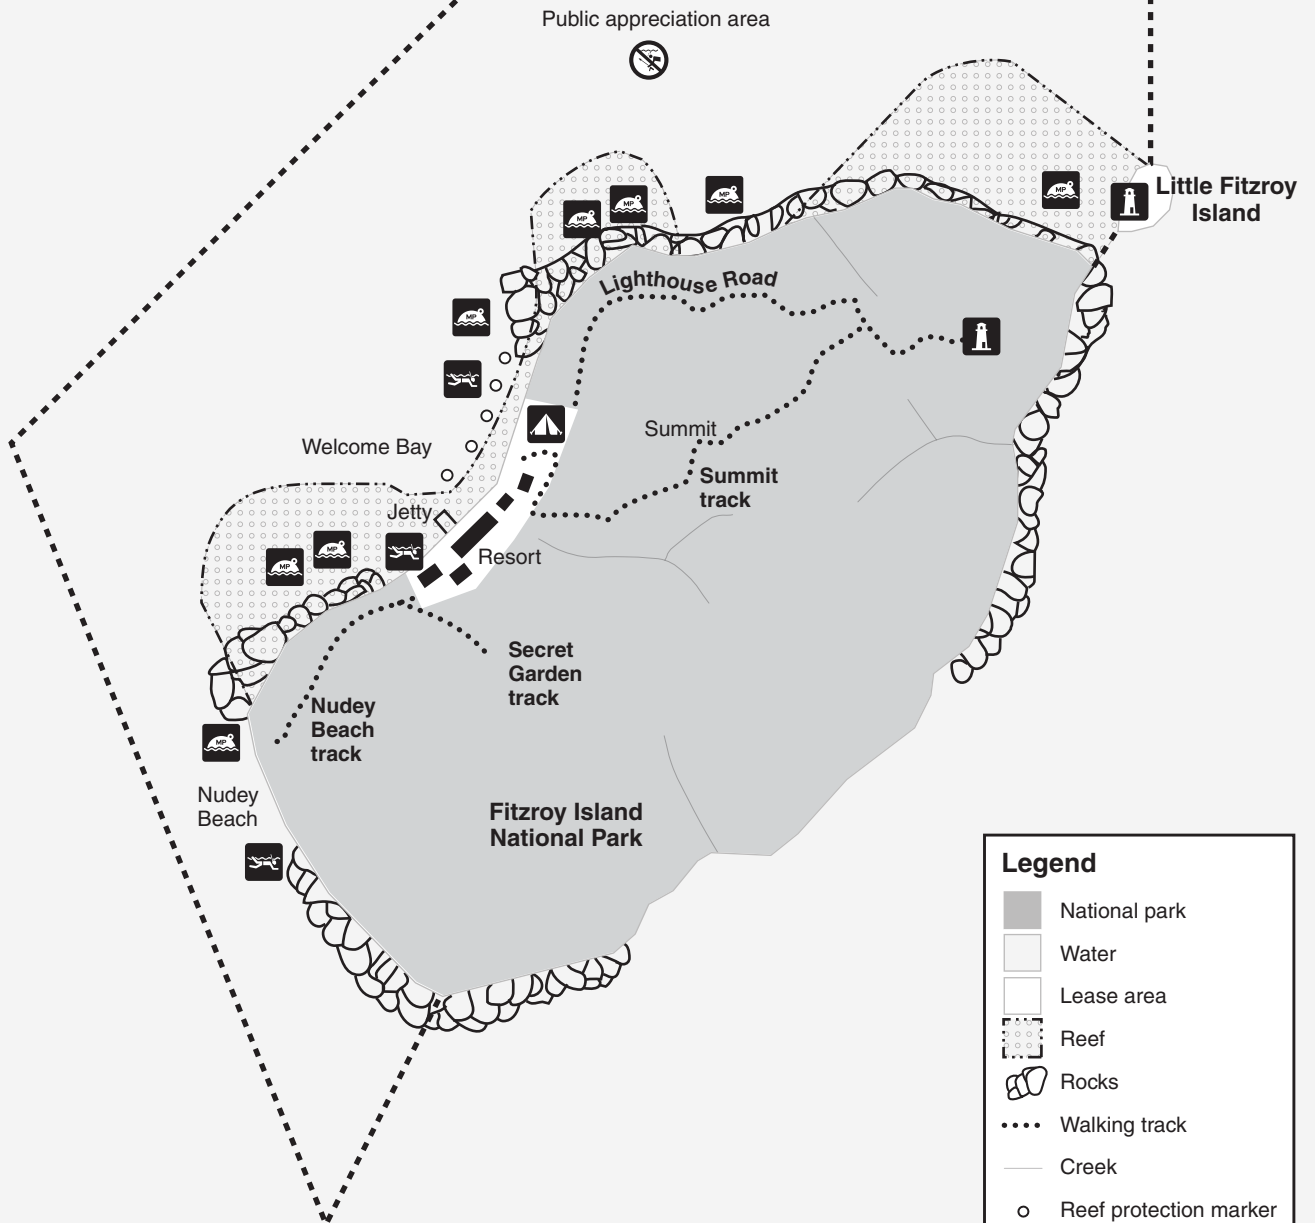 Public appreciation area
Little Fitzroy
Island
MP
MP
MP
MP
Lighthouse Road
MP
Welcome Bay
Summit
Summit
track
Jetty
Resort
MP
MP
Secret
Garden
track
Nudey
Beach
track
MP
Nudey
Beach
Fitzroy Island
National Park
Legend
National park
Water
Lease area
Reef
Rocks
Walking track
Creek
Reef protection marker